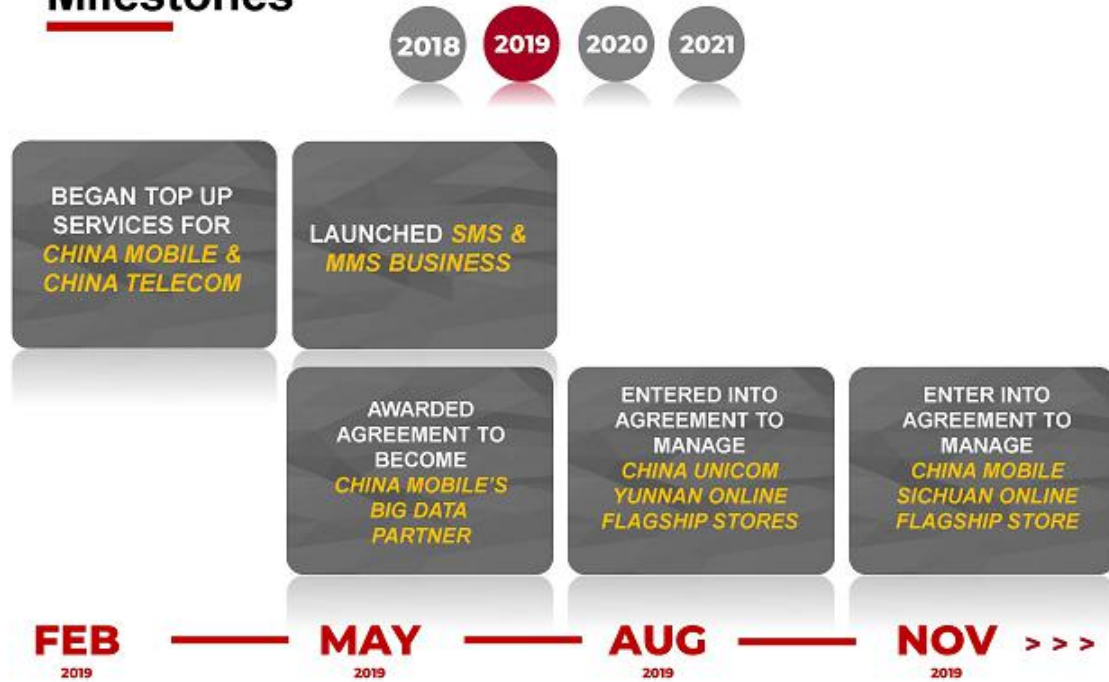 Milestones
2018 2019 2020 2021
BEGAN TOP UP
SERVICES FOR
CHINA MOBILE &
CHINA TELECOM
LAUNCHED SMS &
MMS BUSINESS
AWARDED
AGREEMENT TO
BECOME
CHINA MOBILE'S
BIG DATA
PARTNER
ENTERED INTO
AGREEMENT TO
MANAGE
CHINA UNICOM
YUNNAN ONLINE
FLAGSHIP STORES
ENTER INTO
AGREEMENT TO
MANAGE
CHINA MOBILE
SICHUAN ONLINE
FLAGSHIP STORE
FEB MAY AUG NOV > > >
2019 2019 2019 2019